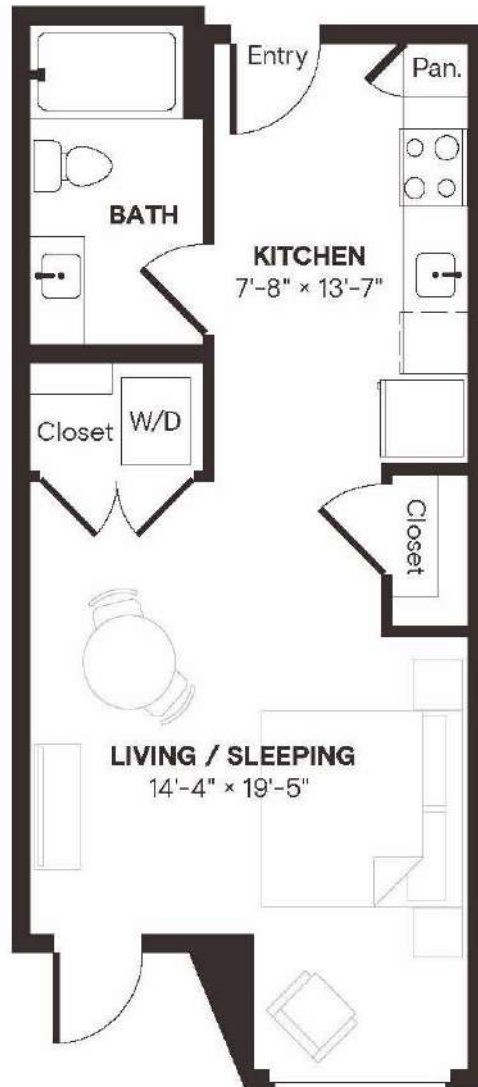 Entry
Pan.
BATH
KITCHEN
7'-8" × 13'-7"
Closet
W/D
Closet
LIVING / SLEEPING
14'-4" × 19'-5"